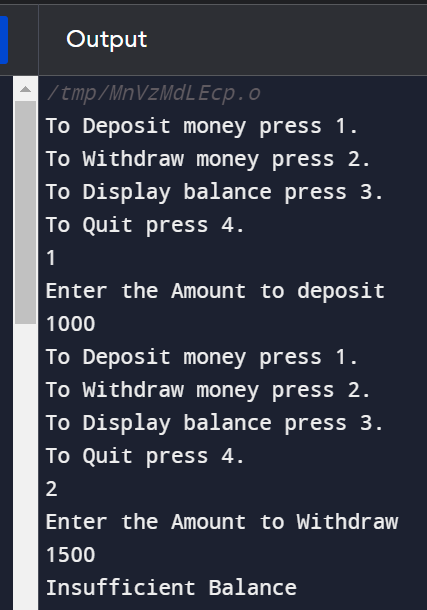 Output
/tmp/MnVzMdLEcp.o
To Deposit money press 1.
To Withdraw money press 2.
To Display balance press 3.
To Quit press 4.
1
Enter the Amount to deposit
1000
To Deposit money press 1.
To Withdraw money press 2.
To Display balance press 3.
To Quit press 4.
2
Enter the Amount to Withdraw
1500
Insufficient Balance